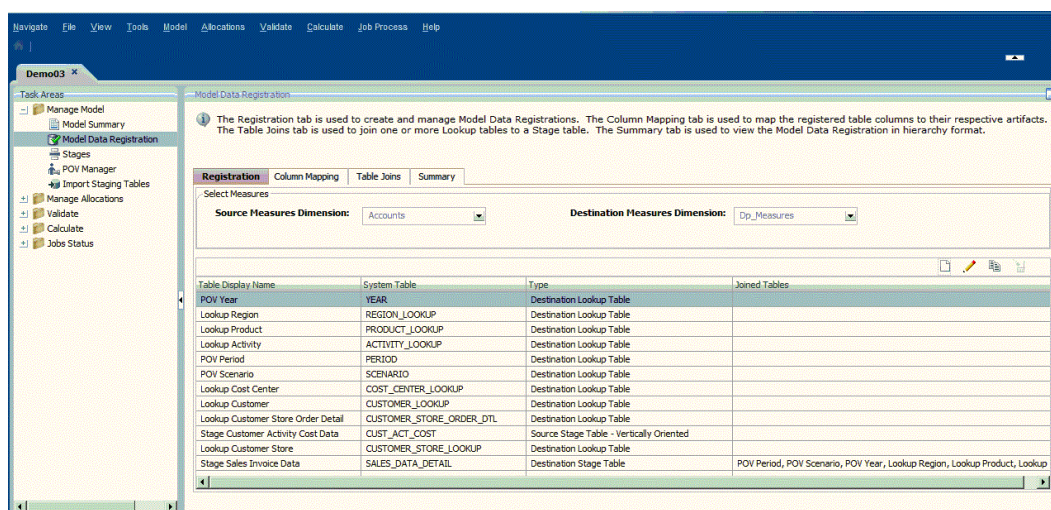 Navigate File View Tools Model Allocations Validate Calculate Job Process Help
Demo03
Task Areas
Manage Model
Model Summary
Model Data Registration
Stages
POV Manager
Import Staging Tables
Manage Allocations
Validate
Calculate
Jobs Status
Model Data Registration
The Registration tab is used to create and manage Model Data Registrations. The Column Mapping tab is used to map the registered table columns to their respective artifacts.
The Table Joins tab is used to join one or more Lookup tables to a Stage table. The Summary tab is used to view the Model Data Registration in hierarchy format.
Registration Column Mapping Table Joins Summary
Select Measures
Source Measures Dimension: Accounts Destination Measures Dimension: Dp_Measures
Table Display Name System Table Type Joined Tables
POV Year YEAR Destination Lookup Table
Lookup Region REGION_LOOKUP Destination Lookup Table
Lookup Product PRODUCT_LOOKUP Destination Lookup Table
Lookup Activity ACTIVITY_LOOKUP Destination Lookup Table
POV Period PERIOD Destination Lookup Table
POV Scenario SCENARIO Destination Lookup Table
Lookup Cost Center COST_CENTER_LOOKUP Destination Lookup Table
Lookup Customer CUSTOMER_LOOKUP Destination Lookup Table
Lookup Customer Store Order Detail CUSTOMER_STORE_ORDER_DTL Destination Lookup Table
Stage Customer Activity Cost Data CUST_ACT_COST Source Stage Table - Vertically Oriented
Lookup Customer Store CUSTOMER_STORE_LOOKUP Destination Lookup Table
Stage Sales Invoice Data SALES_DATA_DETAIL Destination Stage Table POV Period, POV Scenario, POV Year, Lookup Region, Lookup Product, Lookup